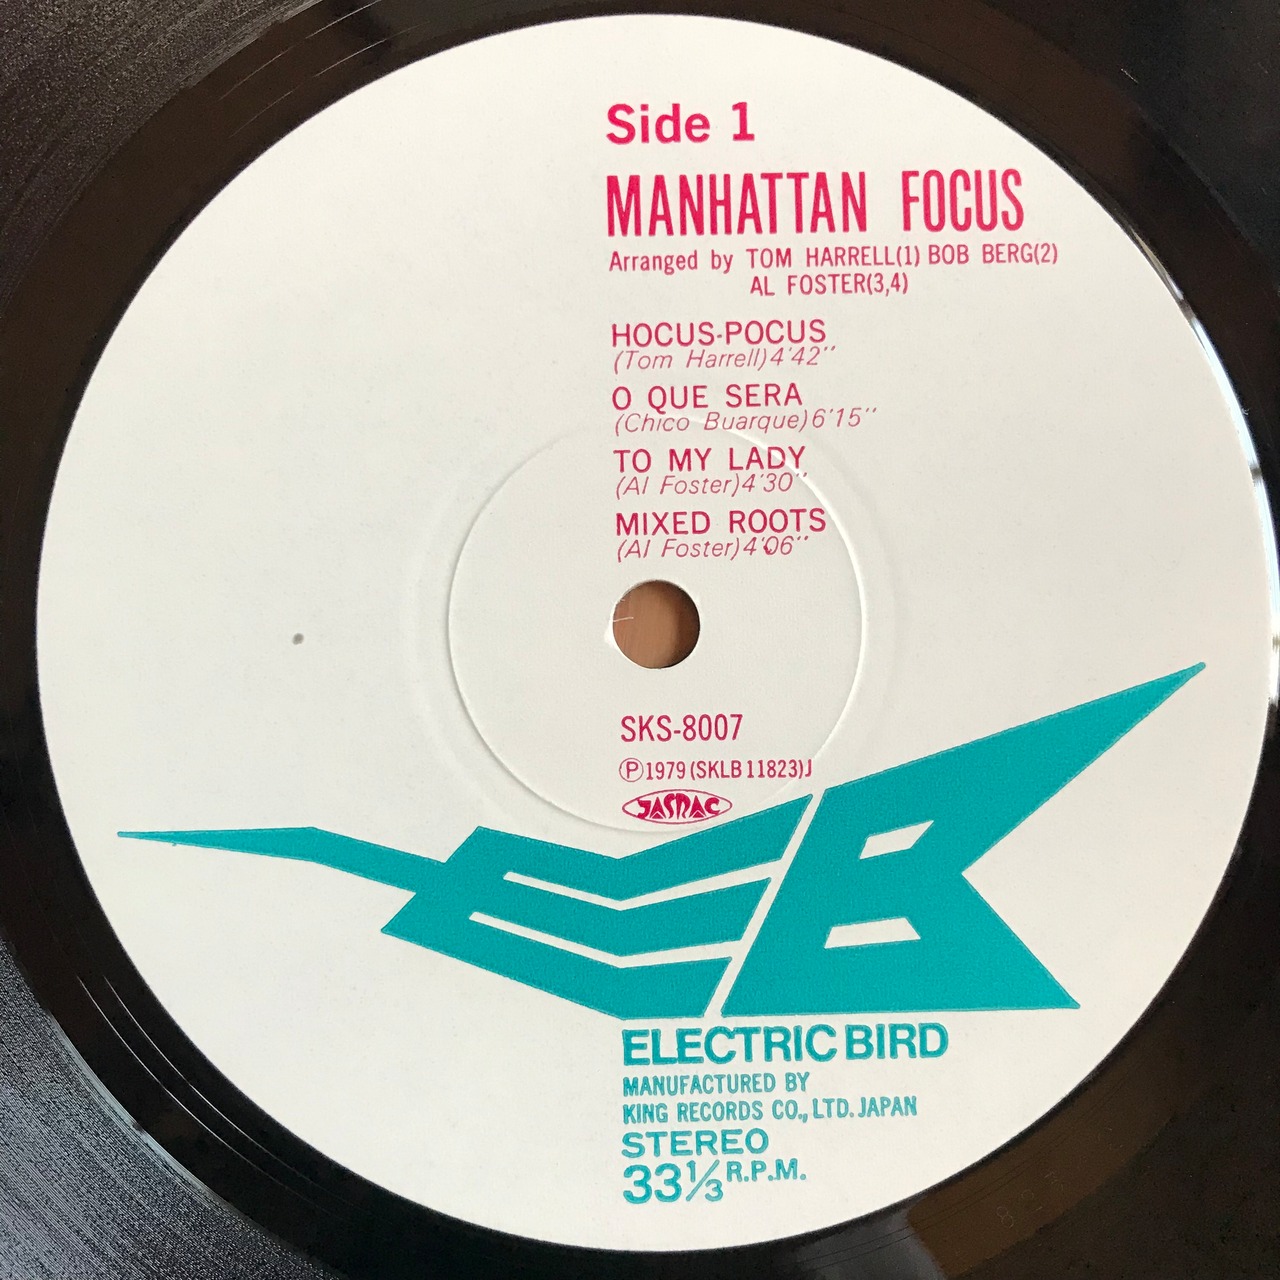 Side 1
MANHATTAN FOCUS
Arranged by TOM HARRELL(1) BOB BERG(2)
AL FOSTER(3,4)
HOCUS-POCUS
(Tom Harrell)4'42"
O QUE SERA
(Chico Buarque)6'15"
TO MY LADY
(Al Foster)4'30"
MIXED ROOTS
(Al Foster)4'06"
SKS-8007
Ⓟ1979(SKLB11823)J
JASRAC
EB
ELECTRIC BIRD
MANUFACTURED BY
KING RECORDS CO., LTD. JAPAN
STEREO
33⅓ R.P.M.